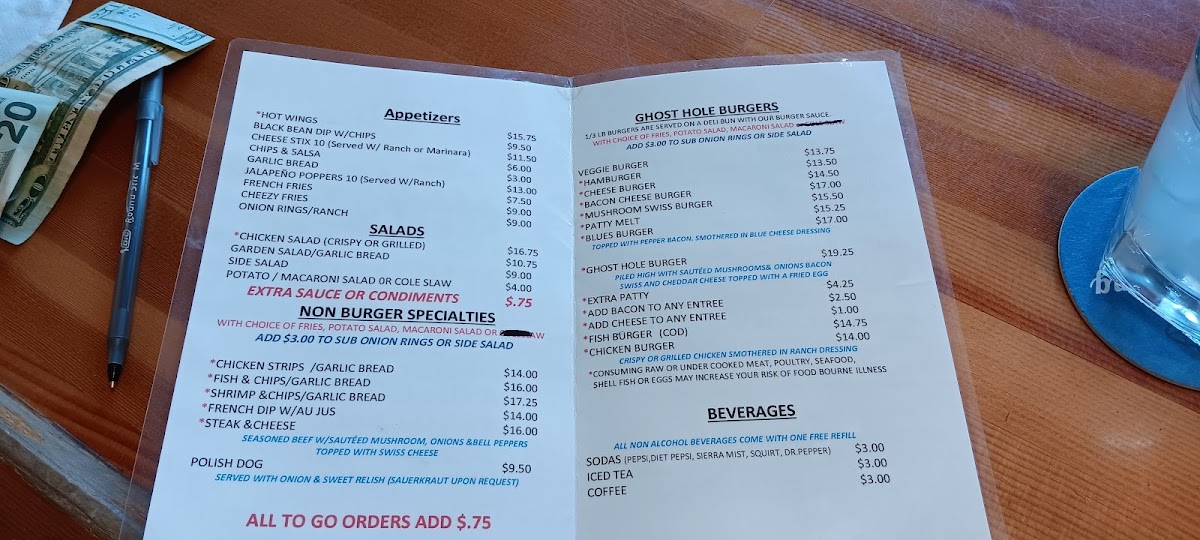 Appetizers
*HOT WINGS $15.75
BLACK BEAN DIP W/CHIPS $9.50
CHEESE STIX 10 (Served W/ Ranch or Marinara) $11.50
CHIPS & SALSA $6.00
GARLIC BREAD $3.00
JALAPEÑO POPPERS 10 (Served W/Ranch) $13.00
FRENCH FRIES $7.50
CHEEZY FRIES $9.00
ONION RINGS/RANCH $9.00
SALADS
*CHICKEN SALAD (CRISPY OR GRILLED) $16.75
GARDEN SALAD/GARLIC BREAD $10.75
SIDE SALAD $9.00
POTATO / MACARONI SALAD 0R COLE SLAW $4.00
EXTRA SAUCE OR CONDIMENTS $.75
NON BURGER SPECIALTIES
WITH CHOICE OF FRIES, POTATO SALAD, MACARONI SALAD OR
ADD $3.00 TO SUB ONION RINGS OR SIDE SALAD
*CHICKEN STRIPS /GARLIC BREAD $14.00
*FISH & CHIPS/GARLIC BREAD $16.00
*SHRIMP &CHIPS/GARLIC BREAD $17.25
*FRENCH DIP W/AU JUS $14.00
*STEAK &CHEESE $16.00
SEASONED BEEF W/SAUTÉED MUSHROOM, ONIONS &BELL PEPPERS
TOPPED WITH SWISS CHEESE
POLISH DOG $9.50
SERVED WITH ONION & SWEET RELISH (SAUERKRAUT UPON REQUEST)
ALL TO GO ORDERS ADD $.75
GHOST HOLE BURGERS
1/3 LB BURGERS ARE SERVED ON A DELI BUN WITH OUR BURGER SAUCE.
WITH CHOICE OF FRIES, POTATO SALAD, MACARONI SALAD
ADD $3.00 TO SUB ONION RINGS OR SIDE SALAD
VEGGIE BURGER $13.75
*HAMBURGER $13.50
*CHEESE BURGER $14.50
*BACON CHEESE BURGER $17.00
*MUSHROOM SWISS BURGER $15.50
*PATTY MELT $15.25
*BLUES BURGER $17.00
TOPPED WITH PEPPER BACON, SMOTHERED IN BLUE CHEESE DRESSING
*GHOST HOLE BURGER $19.25
PILED HIGH WITH SAUTÉED MUSHROOMS& ONIONS BACON
SWISS AND CHEDDAR CHEESE TOPPED WITH A FRIED EGG
*EXTRA PATTY $4.25
*ADD BACON TO ANY ENTREE $2.50
*ADD CHEESE TO ANY ENTREE $1.00
*FISH BURGER (COD) $14.75
*CHICKEN BURGER $14.00
CRISPY OR GRILLED CHICKEN SMOTHERED IN RANCH DRESSING
*CONSUMING RAW OR UNDER COOKED MEAT, POULTRY, SEAFOOD,
SHELL FISH OR EGGS MAY INCREASE YOUR RISK OF FOOD BOURNE ILLNESS
BEVERAGES
ALL NON ALCOHOL BEVERAGES COME WITH ONE FREE REFILL
SODAS (PEPSI,DIET PEPSI, SIERRA MIST, SQUIRT, DR.PEPPER) $3.00
ICED TEA $3.00
COFFEE $3.00
20
BIC Round Stic M